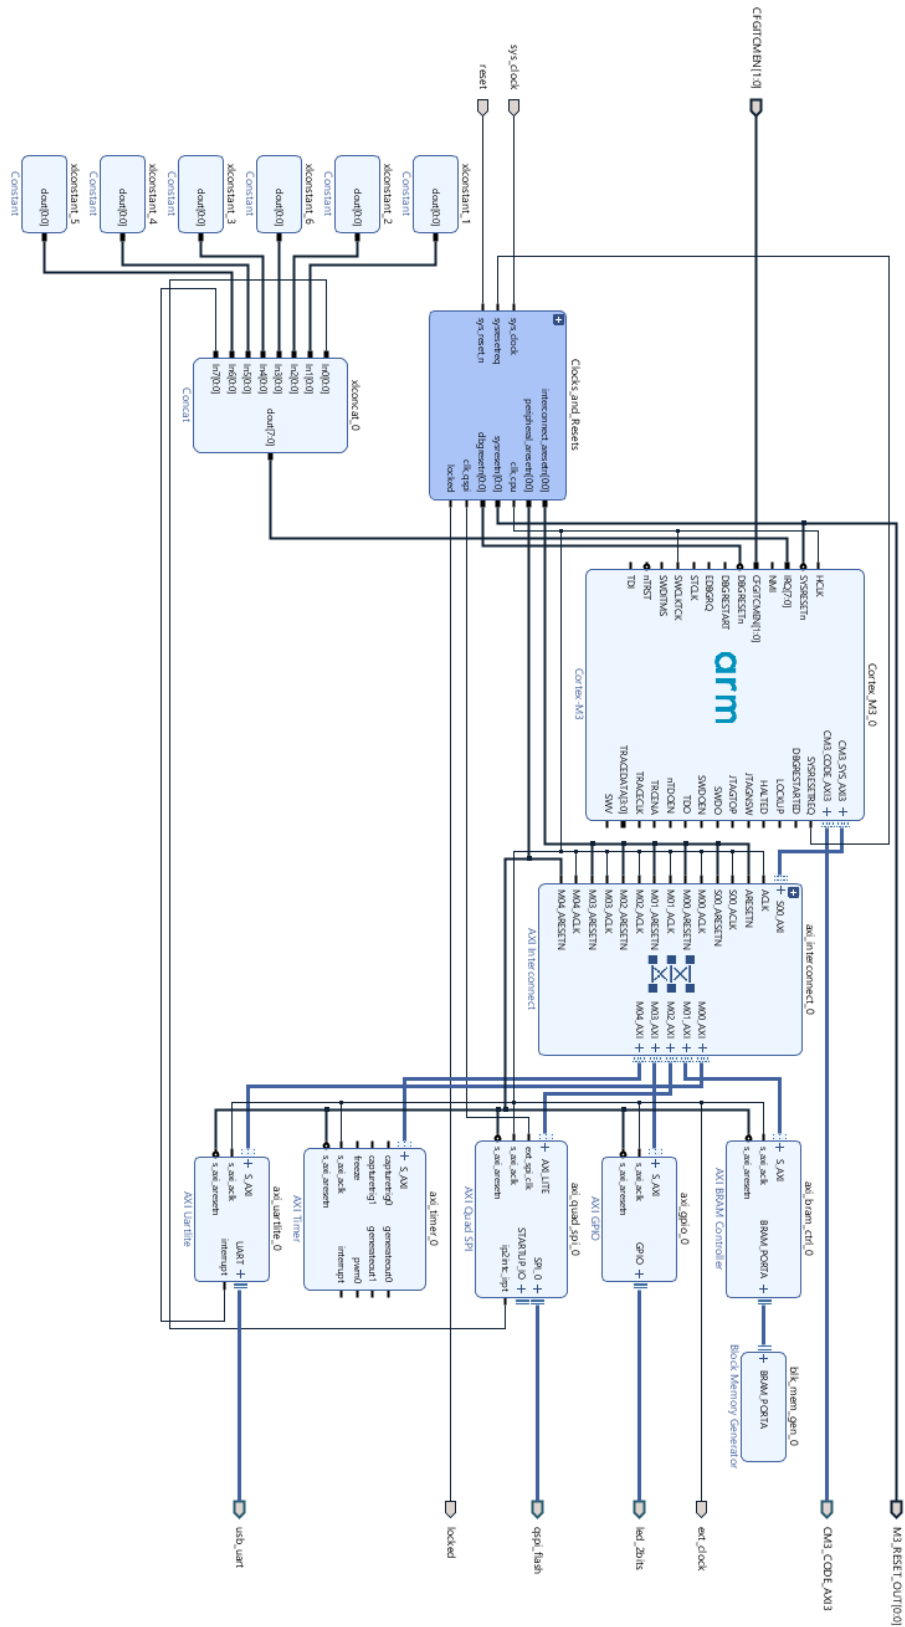 CFGITCMEN[1:0]
sys_clock
reset
xlconstant_1
dout[0:0]
Constant
xlconstant_2
dout[0:0]
Constant
xlconstant_6
dout[0:0]
Constant
xlconstant_3
dout[0:0]
Constant
xlconstant_4
dout[0:0]
Constant
xlconstant_5
dout[0:0]
Constant
Clocks_and_Resets
sys_clock
sysresetreq
sys_reset_n
interconnect_aresetn[0:0]
peripheral_aresetn[0:0]
clk_cpu
sysresetn[0:0]
dbgresetn[0:0]
clk_qspi
locked
xlconcat_0
In0[0:0]
In1[0:0]
In2[0:0]
In3[0:0]
In4[0:0]
In5[0:0]
In6[0:0]
In7[0:0]
dout[7:0]
Concat
Cortex_M3_0
HCLK
SYSRESETn
IRQ[7:0]
NMI
CFGITCMEN[1:0]
DBGRESETn
DBGRESTART
EDBGRQ
STCLK
SWCLKTCK
SWDITMS
nTRST
TDI
arm
CM3_SYS_AXI3
CM3_CODE_AXI3
SYSRESETREQ
DBGRESTARTED
LOCKUP
HALTED
JTAGNSW
JTAGTOP
SWDO
SWDOEN
TDO
nTDOEN
TRCENA
TRACECLK
TRACEDATA[3:0]
SWV
Cortex-M3
axi_interconnect_0
S00_AXI
ACLK
ARESETN
S00_ACLK
S00_ARESETN
M00_ACLK
M00_ARESETN
M01_ACLK
M01_ARESETN
M02_ACLK
M02_ARESETN
M03_ACLK
M03_ARESETN
M04_ACLK
M04_ARESETN
M00_AXI
M01_AXI
M02_AXI
M03_AXI
M04_AXI
AXI Interconnect
axi_bram_ctrl_0
S_AXI
s_axi_aclk
s_axi_aresetn
BRAM_PORTA
AXI BRAM Controller
blk_mem_gen_0
BRAM_PORTA
Block Memory Generator
axi_gpio_0
S_AXI
s_axi_aclk
s_axi_aresetn
GPIO
AXI GPIO
axi_quad_spi_0
AXI_LITE
ext_spi_clk
s_axi_aclk
s_axi_aresetn
SPI_0
STARTUP_IO
ip2intc_irpt
AXI Quad SPI
axi_timer_0
S_AXI
capturetrig0
capturetrig1
freeze
s_axi_aclk
s_axi_aresetn
generateout0
generateout1
pwm0
interrupt
AXI Timer
axi_uartlite_0
S_AXI
s_axi_aclk
s_axi_aresetn
UART
interrupt
AXI Uartlite
M3_RESET_OUT[0:0]
CM3_CODE_AXI3
ext_clock
led_2bits
qspi_flash
locked
usb_uart